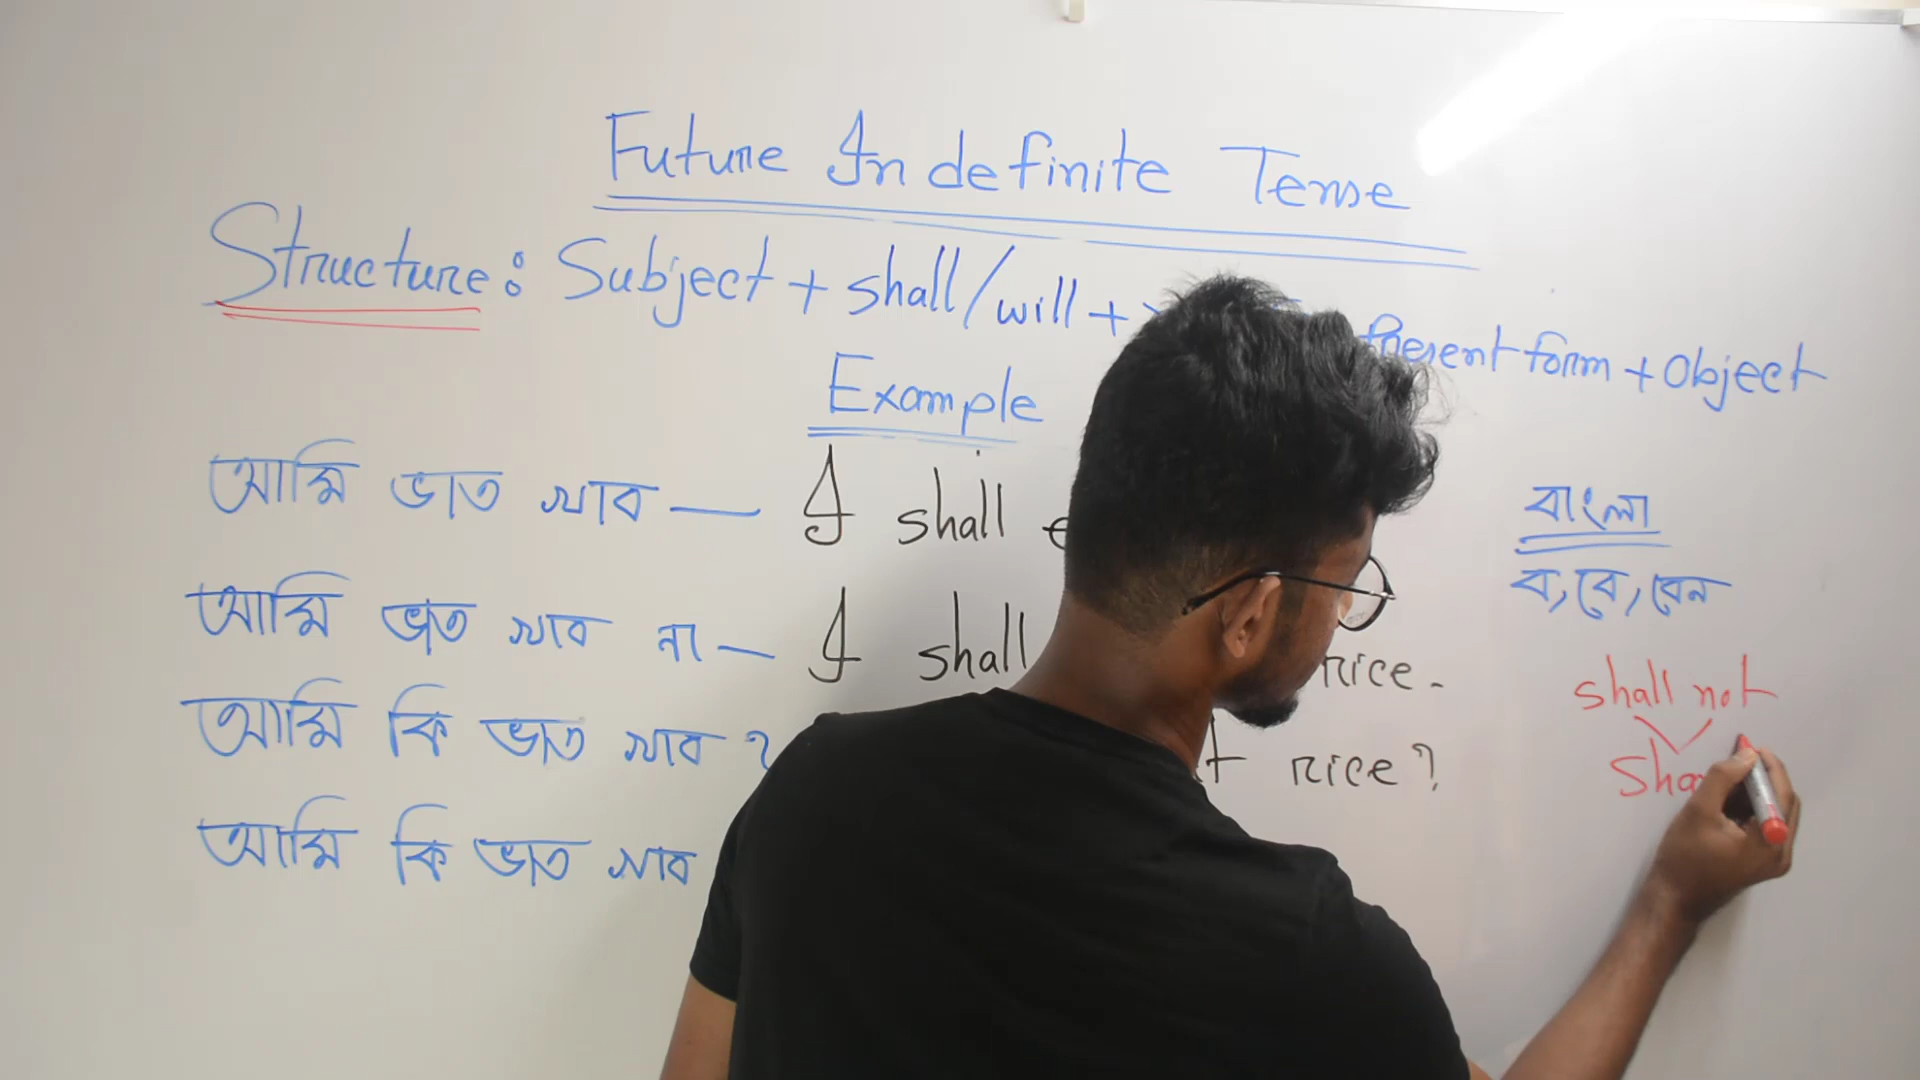 Future Indefinite Tense
Structure: Subject + shall/will + Present form + Object
Example
আমি ভাত খাব — I shall
বাংলা
ব, বে, বেন
আমি ভাত খাব না — I shall rice.
shall not
আমি কি ভাত খাব ? rice?
Sha
আমি কি ভাত খাব